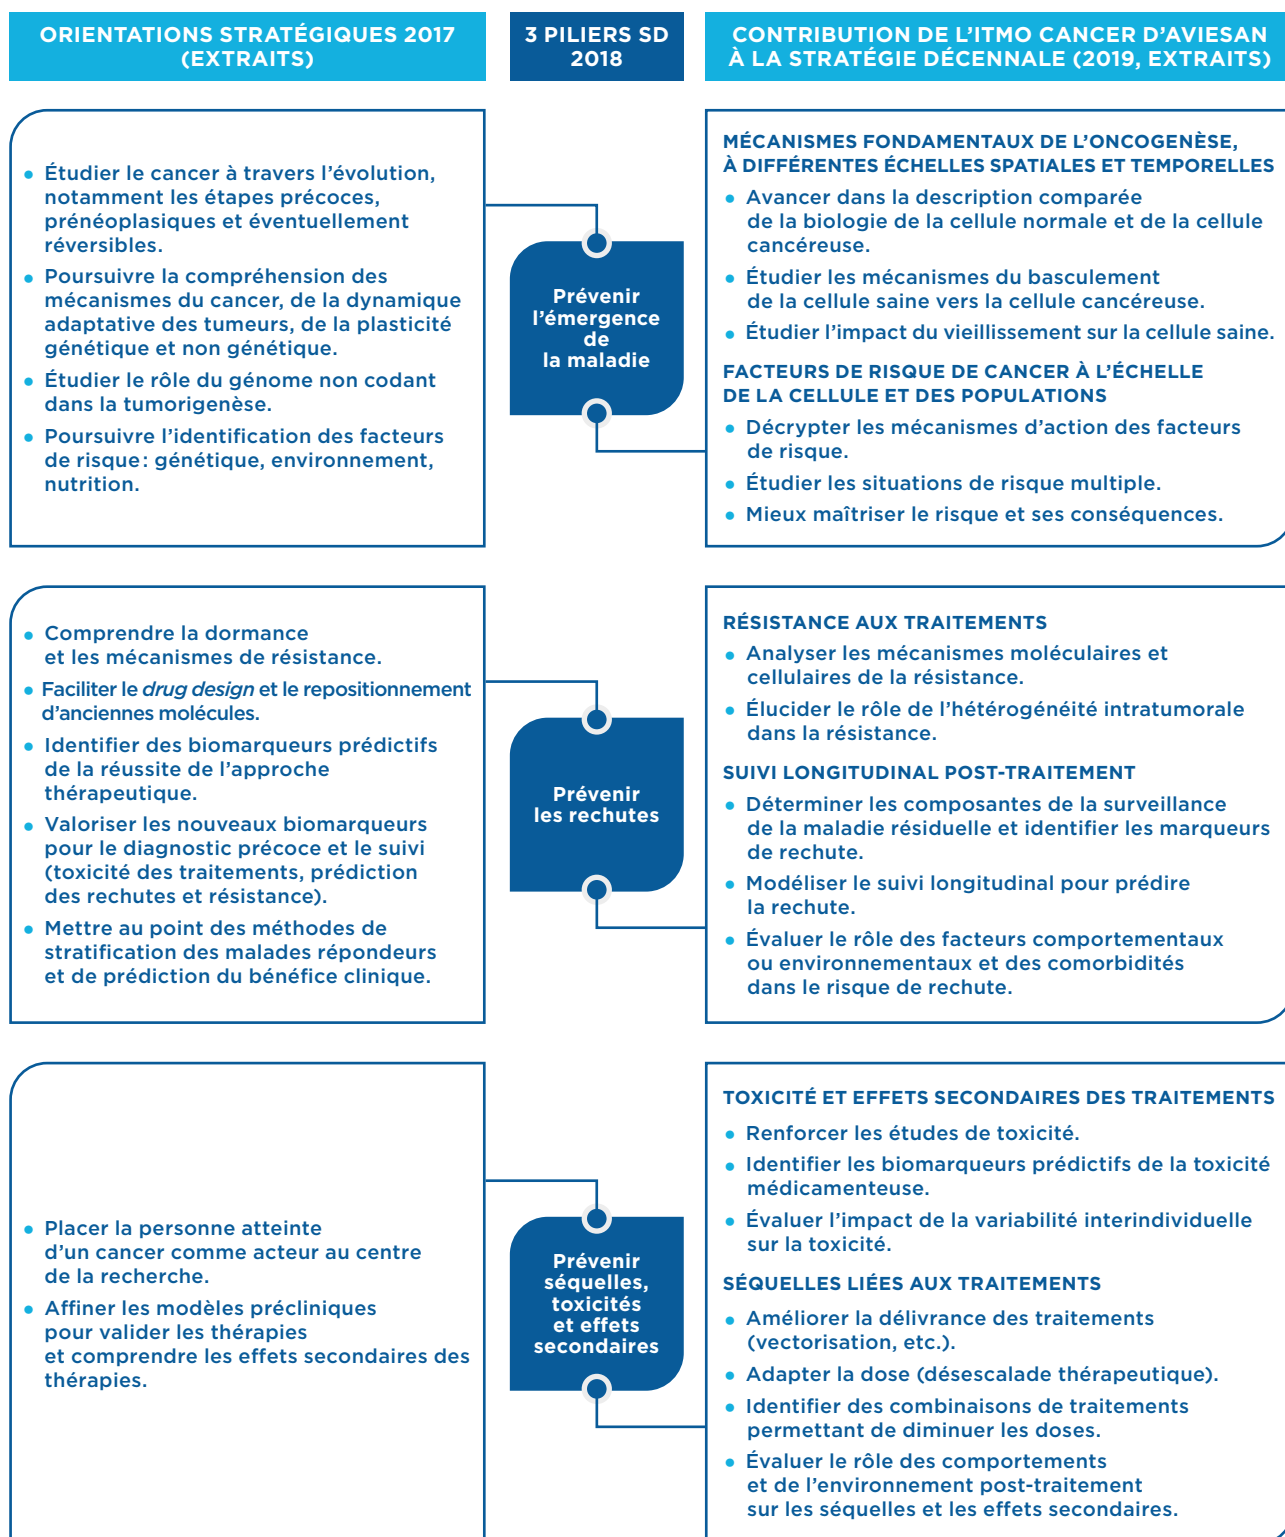 ORIENTATIONS STRATÉGIQUES 2017
(EXTRAITS)
3 PILIERS SD
2018
CONTRIBUTION DE L’ITMO CANCER D’AVIESAN
À LA STRATÉGIE DÉCENNALE (2019, EXTRAITS)
• Étudier le cancer à travers l’évolution,
notamment les étapes précoces,
prénéoplasiques et éventuellement
réversibles.
• Poursuivre la compréhension des
mécanismes du cancer, de la dynamique
adaptative des tumeurs, de la plasticité
génétique et non génétique.
• Étudier le rôle du génome non codant
dans la tumorigenèse.
• Poursuivre l’identification des facteurs
de risque : génétique, environnement,
nutrition.
Prévenir
l’émergence
de
la maladie
MÉCANISMES FONDAMENTAUX DE L’ONCOGENÈSE,
À DIFFÉRENTES ÉCHELLES SPATIALES ET TEMPORELLES
• Avancer dans la description comparée
de la biologie de la cellule normale et de la cellule
cancéreuse.
• Étudier les mécanismes du basculement
de la cellule saine vers la cellule cancéreuse.
• Étudier l’impact du vieillissement sur la cellule saine.
FACTEURS DE RISQUE DE CANCER À L’ÉCHELLE
DE LA CELLULE ET DES POPULATIONS
• Décrypter les mécanismes d’action des facteurs
de risque.
• Étudier les situations de risque multiple.
• Mieux maîtriser le risque et ses conséquences.
• Comprendre la dormance
et les mécanismes de résistance.
• Faciliter le drug design et le repositionnement
d’anciennes molécules.
• Identifier des biomarqueurs prédictifs
de la réussite de l’approche
thérapeutique.
• Valoriser les nouveaux biomarqueurs
pour le diagnostic précoce et le suivi
(toxicité des traitements, prédiction
des rechutes et résistance).
• Mettre au point des méthodes de
stratification des malades répondeurs
et de prédiction du bénéfice clinique.
Prévenir
les rechutes
RÉSISTANCE AUX TRAITEMENTS
• Analyser les mécanismes moléculaires et
cellulaires de la résistance.
• Élucider le rôle de l’hétérogénéité intratumorale
dans la résistance.
SUIVI LONGITUDINAL POST-TRAITEMENT
• Déterminer les composantes de la surveillance
de la maladie résiduelle et identifier les marqueurs
de rechute.
• Modéliser le suivi longitudinal pour prédire
la rechute.
• Évaluer le rôle des facteurs comportementaux
ou environnementaux et des comorbidités
dans le risque de rechute.
• Placer la personne atteinte
d’un cancer comme acteur au centre
de la recherche.
• Affiner les modèles précliniques
pour valider les thérapies
et comprendre les effets secondaires des
thérapies.
Prévenir
séquelles,
toxicités
et effets
secondaires
TOXICITÉ ET EFFETS SECONDAIRES DES TRAITEMENTS
• Renforcer les études de toxicité.
• Identifier les biomarqueurs prédictifs de la toxicité
médicamenteuse.
• Évaluer l’impact de la variabilité interindividuelle
sur la toxicité.
SÉQUELLES LIÉES AUX TRAITEMENTS
• Améliorer la délivrance des traitements
(vectorisation, etc.).
• Adapter la dose (désescalade thérapeutique).
• Identifier des combinaisons de traitements
permettant de diminuer les doses.
• Évaluer le rôle des comportements
et de l’environnement post-traitement
sur les séquelles et les effets secondaires.